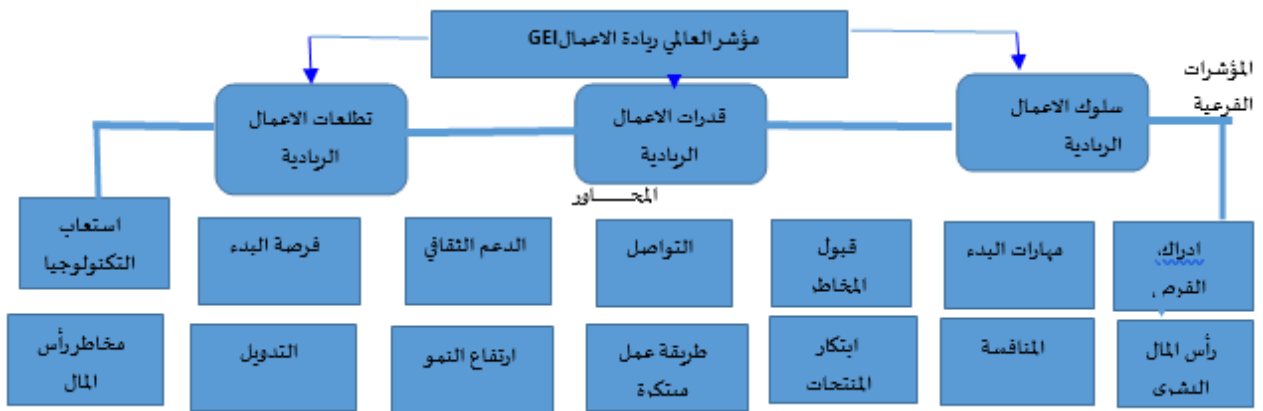 مؤشر العالمي ريادة الاعمالGEI
المؤشرات
الفرعية
سلوك الاعمال
الريادية
قدرات الاعمال
الريادية
تطلعات الاعمال
الريادية
المحـــــاور
ادراك
الفرص
مهارات البدء
قبول
المخاطر
التواصل
الدعم الثقافي
فرصة البدء
استعاب
التكنولوجيا
رأس المال
البشري
المنافسة
ابتكار
المنتجات
طريقة عمل
مبتكرة
ارتفاع النمو
التدويل
مخاطر رأس
المال